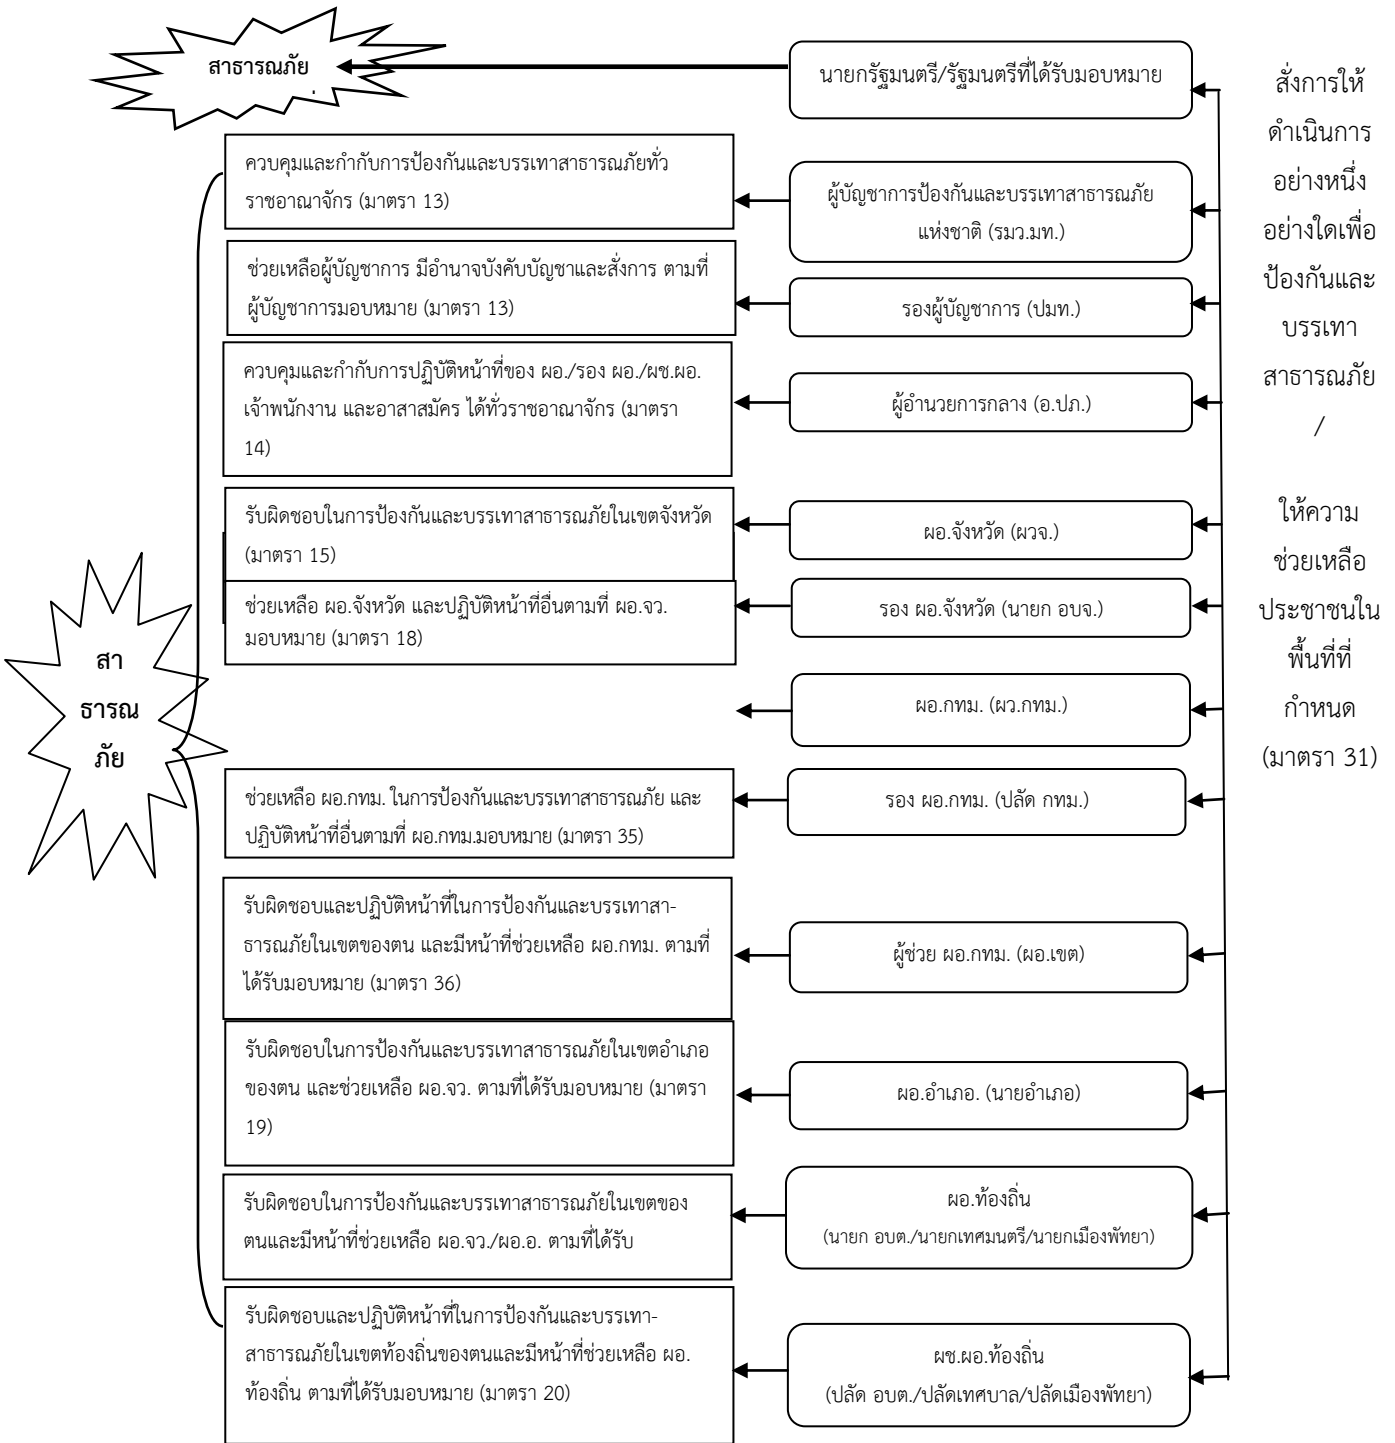 สาธารณภัย
นายกรัฐมนตรี/รัฐมนตรีที่ได้รับมอบหมาย
ควบคุมและกำกับการป้องกันและบรรเทาสาธารณภัยทั่ว
ราชอาณาจักร (มาตรา 13)
ผู้บัญชาการป้องกันและบรรเทาสาธารณภัย
แห่งชาติ (รมว.มท.)
ช่วยเหลือผู้บัญชาการ มีอำนาจบังคับบัญชาและสั่งการ ตามที่
ผู้บัญชาการมอบหมาย (มาตรา 13)
รองผู้บัญชาการ (ปมท.)
ควบคุมและกำกับการปฏิบัติหน้าที่ของ ผอ./รอง ผอ./ผช.ผอ.
เจ้าพนักงาน และอาสาสมัคร ได้ทั่วราชอาณาจักร (มาตรา
14)
ผู้อำนวยการกลาง (อ.ปภ.)
รับผิดชอบในการป้องกันและบรรเทาสาธารณภัยในเขตจังหวัด
(มาตรา 15)
ผอ.จังหวัด (ผวจ.)
ช่วยเหลือ ผอ.จังหวัด และปฏิบัติหน้าที่อื่นตามที่ ผอ.จว.
มอบหมาย (มาตรา 18)
รอง ผอ.จังหวัด (นายก อบจ.)
ผอ.กทม. (ผว.กทม.)
ช่วยเหลือ ผอ.กทม. ในการป้องกันและบรรเทาสาธารณภัย และ
ปฏิบัติหน้าที่อื่นตามที่ ผอ.กทม.มอบหมาย (มาตรา 35)
รอง ผอ.กทม. (ปลัด กทม.)
รับผิดชอบและปฏิบัติหน้าที่ในการป้องกันและบรรเทาสา-
ธารณภัยในเขตของตน และมีหน้าที่ช่วยเหลือ ผอ.กทม. ตามที่
ได้รับมอบหมาย (มาตรา 36)
ผู้ช่วย ผอ.กทม. (ผอ.เขต)
รับผิดชอบในการป้องกันและบรรเทาสาธารณภัยในเขตอำเภอ
ของตน และช่วยเหลือ ผอ.จว. ตามที่ได้รับมอบหมาย (มาตรา
19)
ผอ.อำเภอ. (นายอำเภอ)
รับผิดชอบในการป้องกันและบรรเทาสาธารณภัยในเขตของ
ตนและมีหน้าที่ช่วยเหลือ ผอ.จว./ผอ.อ. ตามที่ได้รับ
ผอ.ท้องถิ่น
(นายก อบต./นายกเทศมนตรี/นายกเมืองพัทยา)
รับผิดชอบและปฏิบัติหน้าที่ในการป้องกันและบรรเทา-
สาธารณภัยในเขตท้องถิ่นของตนและมีหน้าที่ช่วยเหลือ ผอ.
ท้องถิ่น ตามที่ได้รับมอบหมาย (มาตรา 20)
ผช.ผอ.ท้องถิ่น
(ปลัด อบต./ปลัดเทศบาล/ปลัดเมืองพัทยา)
สา
ธารณ
ภัย
สั่งการให้
ดำเนินการ
อย่างหนึ่ง
อย่างใดเพื่อ
ป้องกันและ
บรรเทา
สาธารณภัย
/
ให้ความ
ช่วยเหลือ
ประชาชนใน
พื้นที่ที่
กำหนด
(มาตรา 31)